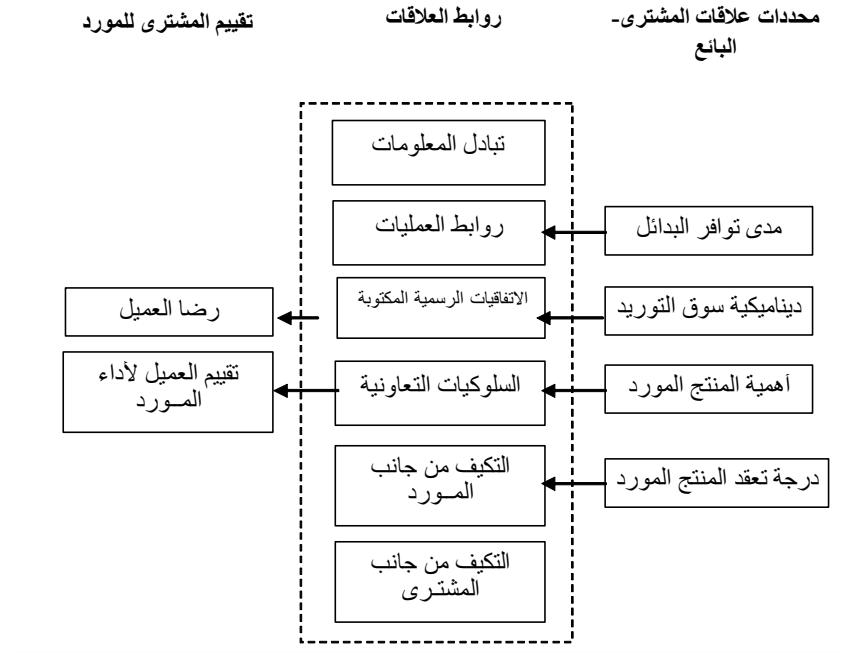 محددات علاقات المشترى-
البائع
روابط العلاقات
تقييم المشترى للمورد
تبادل المعلومات
روابط العمليات
مدى توافر البدائل
الاتفاقيات الرسمية المكتوبة
ديناميكية سوق التوريد
رضا العميل
السلوكيات التعاونية
أهمية المنتج المورد
تقييم العميل لأداء
المــورد
التكيف من جانب
المــورد
درجة تعقد المنتج المورد
التكيف من جانب
المشتـرى